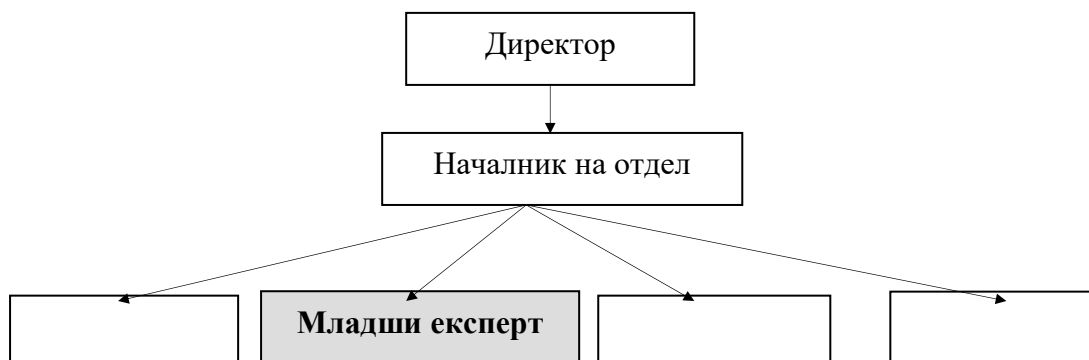 Директор
Началник на отдел
Младши експерт